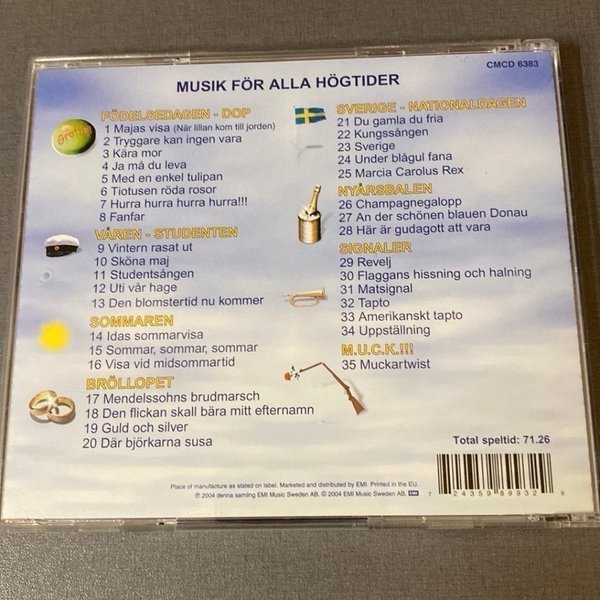 MUSIK FÖR ALLA HÖGTIDER
CMCD 6383
FÖDELSEDAGEN - DOP
1 Majas visa (När lillan kom till jorden)
2 Tryggare kan ingen vara
3 Kära mor
4 Ja må du leva
5 Med en enkel tulipan
6 Tiotusen röda rosor
7 Hurra hurra hurra hurra!!!
8 Fanfar
VÅREN - STUDENTEN
9 Vintern rasat ut
10 Sköna maj
11 Studentsången
12 Uti vår hage
13 Den blomstertid nu kommer
SOMMAREN
14 Idas sommarvisa
15 Sommar, sommar, sommar
16 Visa vid midsommartid
BRÖLLOPET
17 Mendelssohns brudmarsch
18 Den flickan skall bära mitt efternamn
19 Guld och silver
20 Där björkarna susa
SVERIGE - NATIONALDAGEN
21 Du gamla du fria
22 Kungssången
23 Sverige
24 Under blågul fana
25 Marcia Carolus Rex
NYÅRSBALEN
26 Champagnegalopp
27 An der schönen blauen Donau
28 Här är gudagott att vara
SIGNALER
29 Revelj
30 Flaggans hissning och halning
31 Matsignal
32 Tapto
33 Amerikanskt tapto
34 Uppställning
M.U.C.K.!!!
35 Muckartwist
Total speltid: 71.26
Place of manufacture as stated on label. Marketed and distributed by EMI. Printed in the EU.
℗ 2004 denna samling EMI Music Sweden AB. © 2004 EMI Music Sweden AB. EMI
7 24359 89932 9